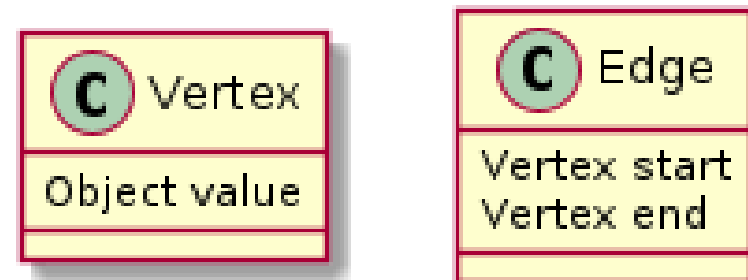 C Vertex
Object value
C Edge
Vertex start
Vertex end